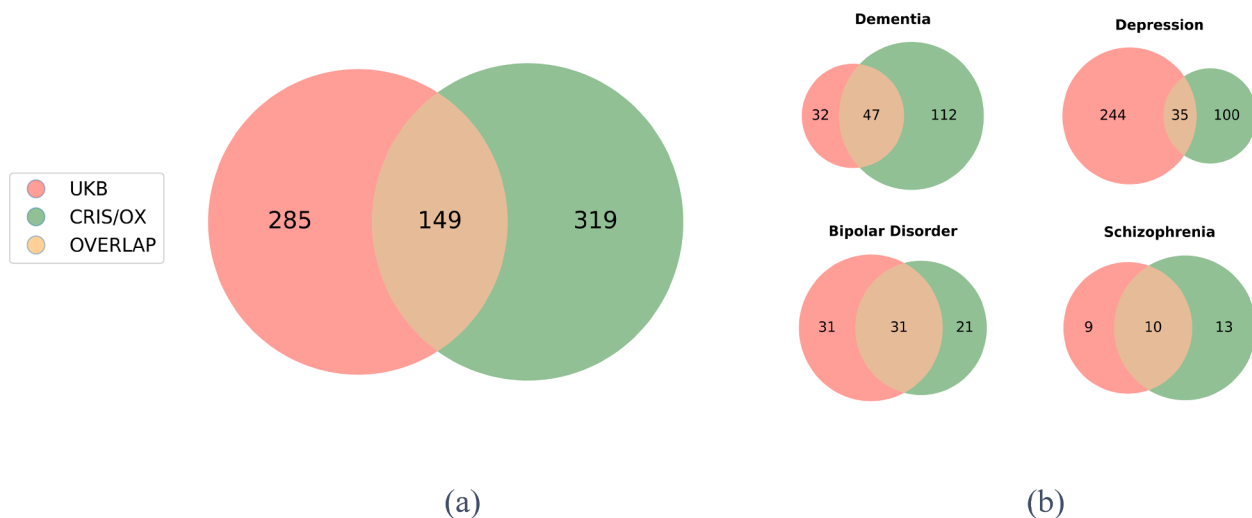 UKB
CRIS/OX
OVERLAP
285 149 319
(a)
Dementia
32 47 112
Depression
244 35 100
Bipolar Disorder
31 31 21
Schizophrenia
9 10 13
(b)